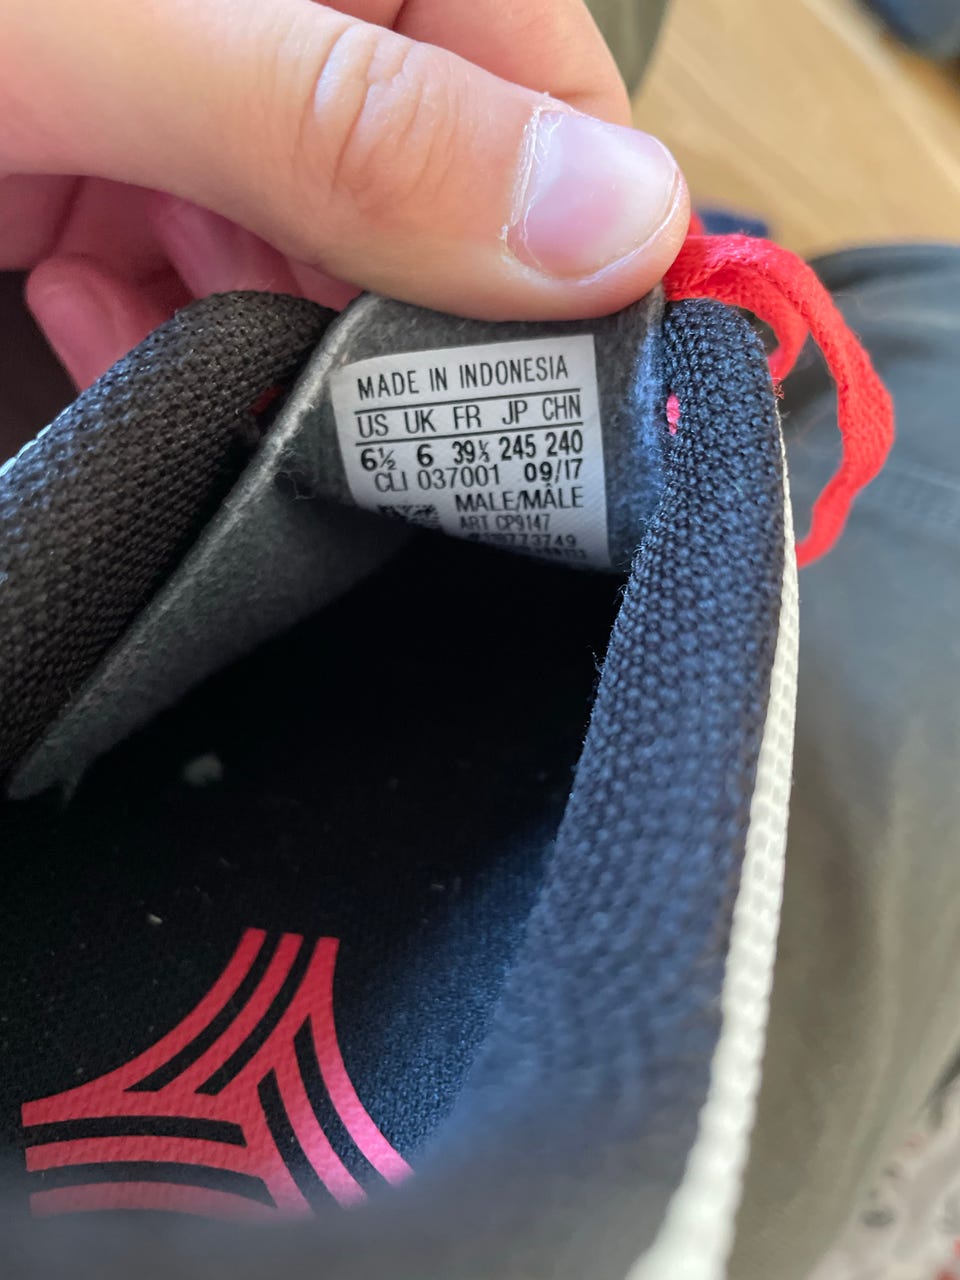 MADE IN INDONESIA
US UK FR JP CHN
6½ 6 39⅓ 245 240
CLI 037001 09/17
MALE/MÂLE
ART CP9147